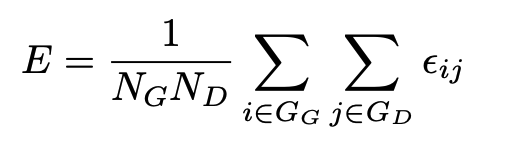 E = \frac{1}{N_G N_D} \sum_{i \in G_G} \sum_{j \in G_D} \epsilon_{ij}